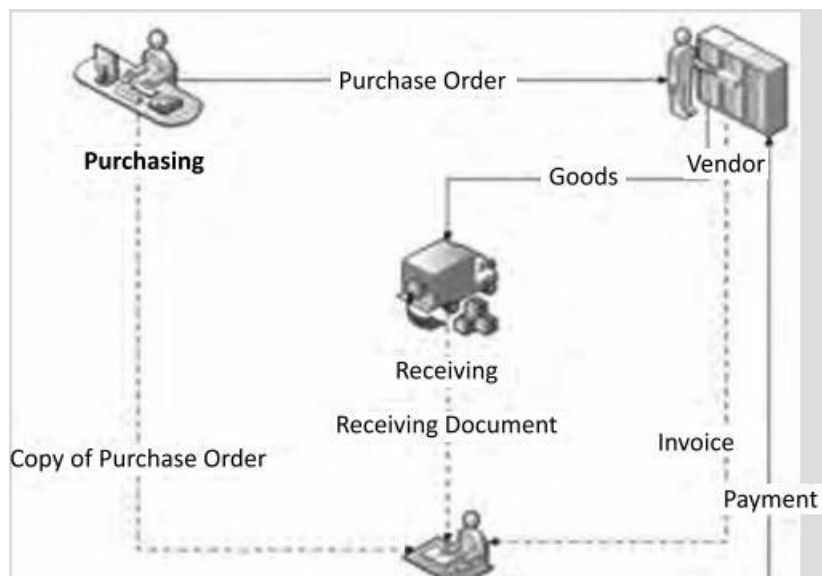 Purchase Order
Purchasing
Vendor
Goods
Receiving
Receiving Document
Invoice
Copy of Purchase Order
Payment